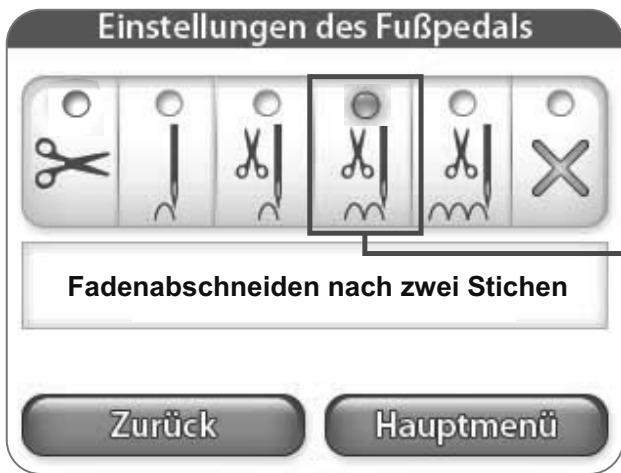 Einstellungen des Fußpedals
Fadenabschneiden nach zwei Stichen
Zurück
Hauptmenü